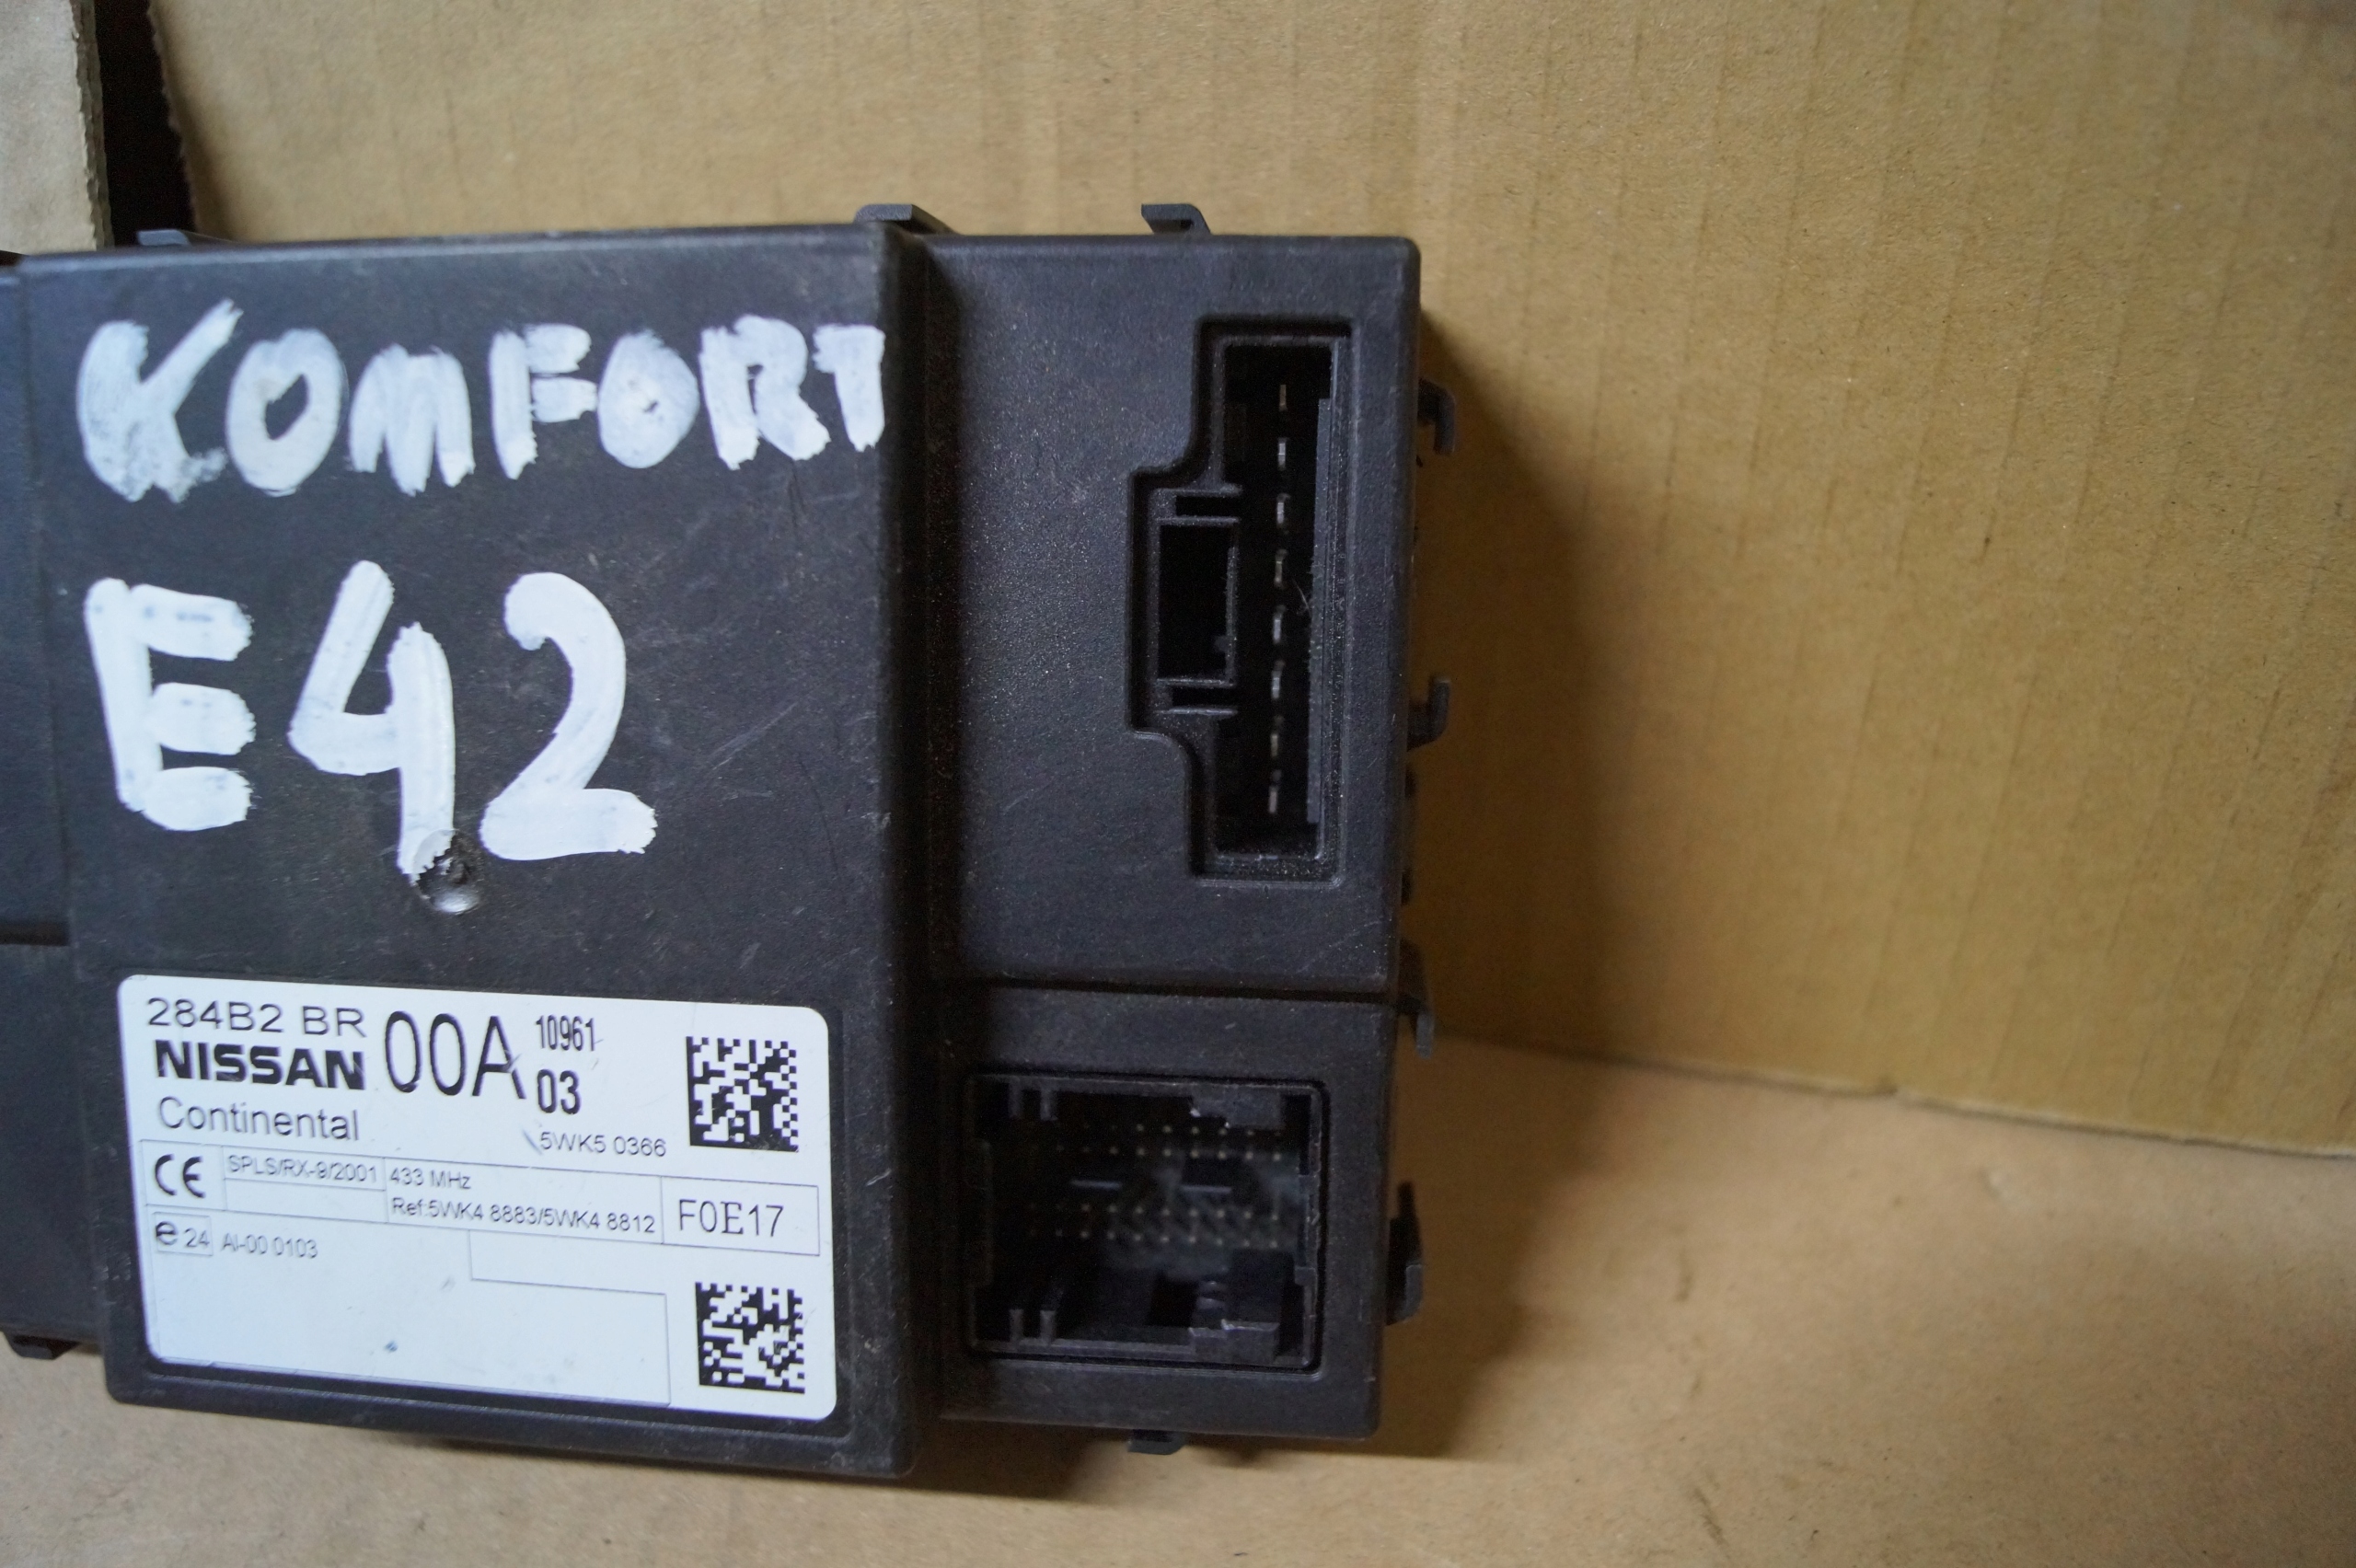 KOMFORT
E42
284B2 BR 00A 10961
NISSAN 03
Continental
5WK5 0366
CE SPLS/RX-9/2001 433 MHz
Ref:5WK4 8883/5WK4 8812 F0E17
e 24 AI-00 0103